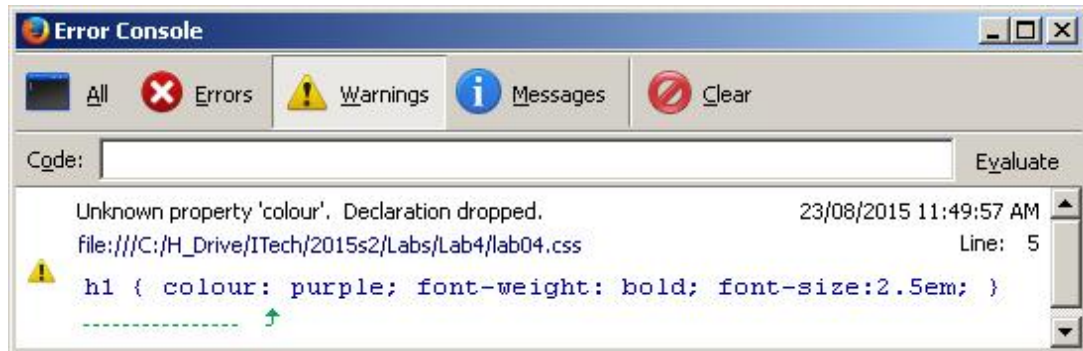 Error Console
All Errors Warnings Messages Clear
Code: Evaluate
Unknown property 'colour'. Declaration dropped. 23/08/2015 11:49:57 AM
file:///C:/H_Drive/ITech/2015s2/Labs/Lab4/lab04.css Line: 5
h1 { colour: purple; font-weight: bold; font-size:2.5em; }